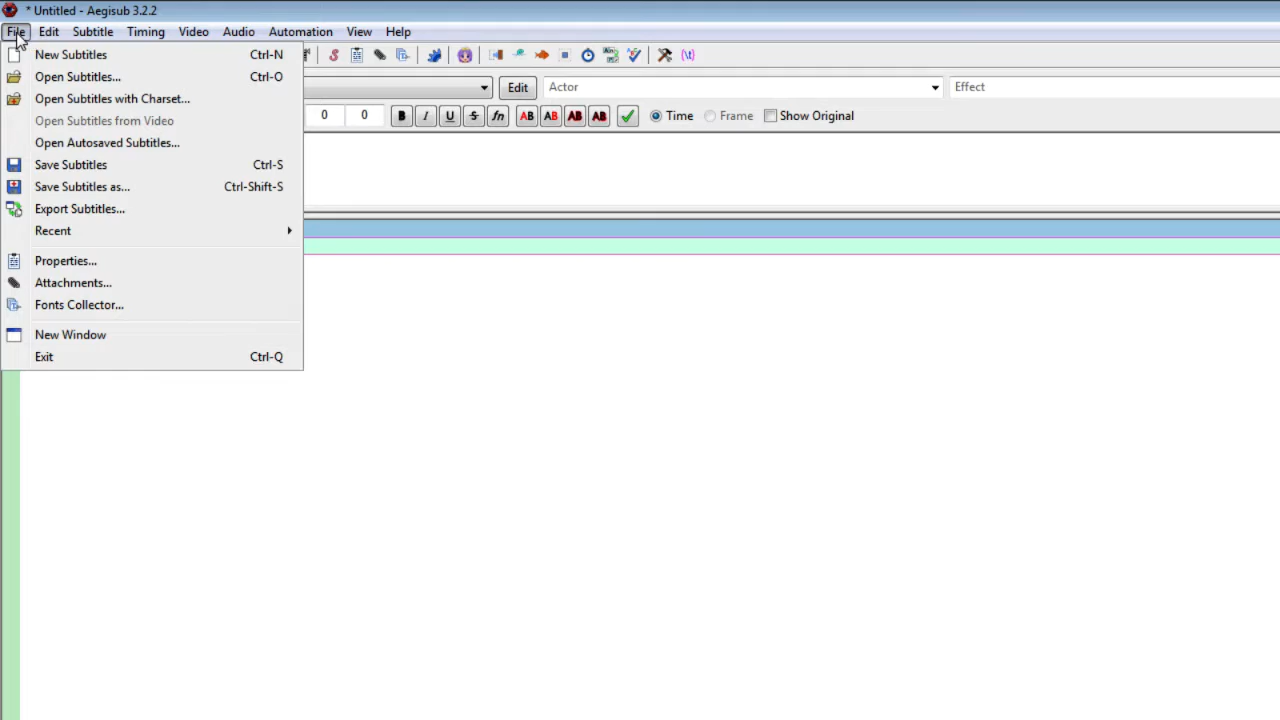 * Untitled - Aegisub 3.2.2
File Edit Subtitle Timing Video Audio Automation View Help
New Subtitles Ctrl-N
Open Subtitles... Ctrl-O
Open Subtitles with Charset...
Open Subtitles from Video
Open Autosaved Subtitles...
Save Subtitles Ctrl-S
Save Subtitles as... Ctrl-Shift-S
Export Subtitles...
Recent
Properties...
Attachments...
Fonts Collector...
New Window
Exit Ctrl-Q
Edit Actor Effect
0 0 B I U S fn AB AB AB AB Time Frame Show Original